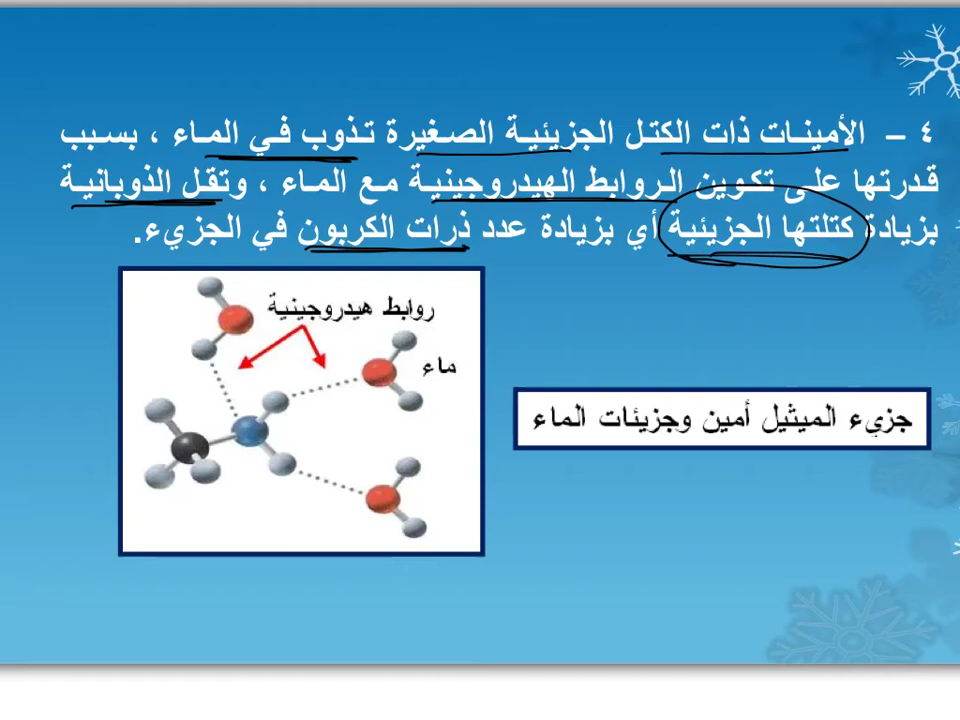 ٤ – الأمينات ذات الكتل الجزيئية الصغيرة تذوب في الماء ، بسبب
قدرتها على تكوين الروابط الهيدروجينية مع الماء ، وتقل الذوبانية
بزيادة كتلتها الجزيئية أي بزيادة عدد ذرات الكربون في الجزيء.
روابط هيدروجينية
ماء
جزيء الميثيل أمين وجزيئات الماء